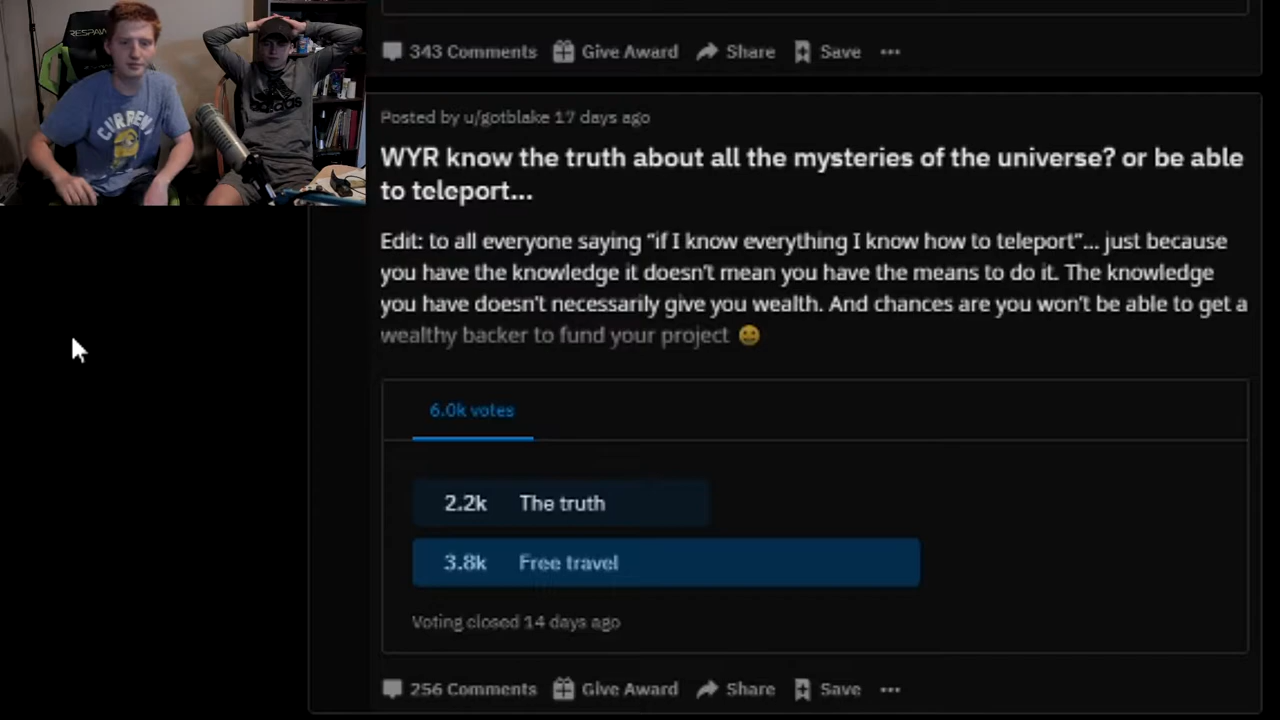 RESPAWN
CURRENT
adidas
343 Comments Give Award Share Save
Posted by u/gotblake 17 days ago
WYR know the truth about all the mysteries of the universe? or be able
to teleport...
Edit: to all everyone saying "if I know everything I know how to teleport"... just because
you have the knowledge it doesn't mean you have the means to do it. The knowledge
you have doesn't necessarily give you wealth. And chances are you won't be able to get a
wealthy backer to fund your project 😀
6.0k votes
2.2k The truth
3.8k Free travel
Voting closed 14 days ago
256 Comments Give Award Share Save